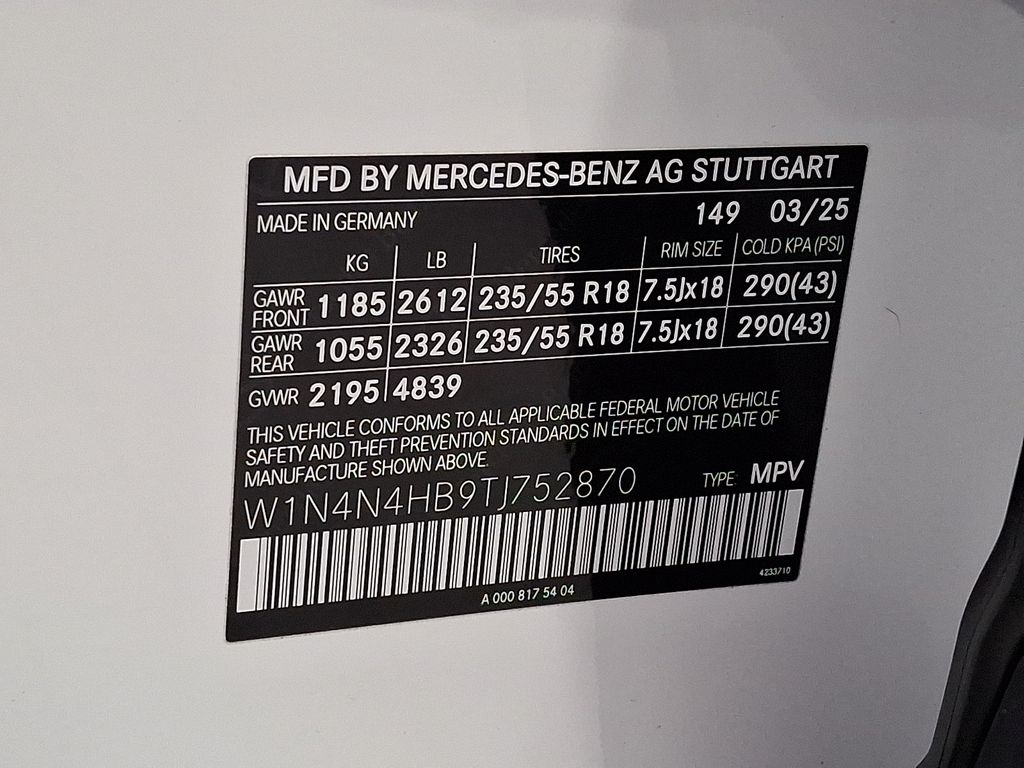 MFD BY MERCEDES-BENZ AG STUTTGART
MADE IN GERMANY 149 03/25
KG LB TIRES RIM SIZE COLD KPA (PSI)
GAWR FRONT 1185 2612 235/55 R18 7.5Jx18 290(43)
GAWR REAR 1055 2326 235/55 R18 7.5Jx18 290(43)
GVWR 2195 4839
THIS VEHICLE CONFORMS TO ALL APPLICABLE FEDERAL MOTOR VEHICLE
SAFETY AND THEFT PREVENTION STANDARDS IN EFFECT ON THE DATE OF
MANUFACTURE SHOWN ABOVE.
W1N4N4HB9TJ752870 TYPE: MPV
4233710
A 000 817 54 04